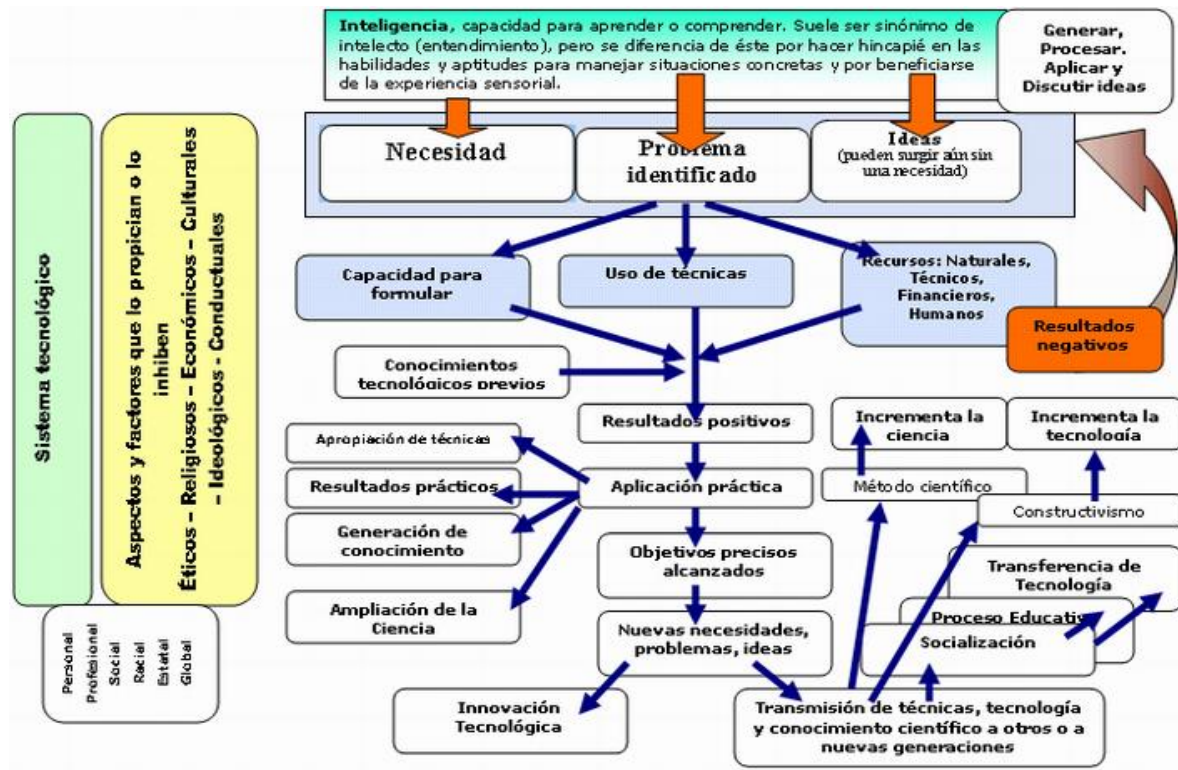 Inteligencia, capacidad para aprender o comprender. Suele ser sinónimo de
intelecto (entendimiento), pero se diferencia de éste por hacer hincapié en las
habilidades y aptitudes para manejar situaciones concretas y por beneficiarse
de la experiencia sensorial.
Generar,
Procesar.
Aplicar y
Discutir ideas
Necesidad
Problema
identificado
Ideas
(pueden surgir aún sin
una necesidad)
Sistema tecnológico
Aspectos y factores que lo propician o lo
inhiben
Éticos – Religiosos – Económicos – Culturales
– Ideológicos - Conductuales
Personal
Profesional
Social
Racial
Estatal
Global
Capacidad para
formular
Uso de técnicas
Recursos: Naturales,
Técnicos,
Financieros,
Humanos
Resultados
negativos
Conocimientos
tecnológicos previos
Resultados positivos
Incrementa la
ciencia
Incrementa la
tecnología
Apropiación de técnicas
Resultados prácticos
Aplicación práctica
Método científico
Constructivismo
Generación de
conocimiento
Objetivos precisos
alcanzados
Transferencia de
Tecnología
Ampliación de la
Ciencia
Proceso Educativ
Socialización
Nuevas necesidades,
problemas, ideas
Innovación
Tecnológica
Transmisión de técnicas, tecnología
y conocimiento científico a otros o a
nuevas generaciones